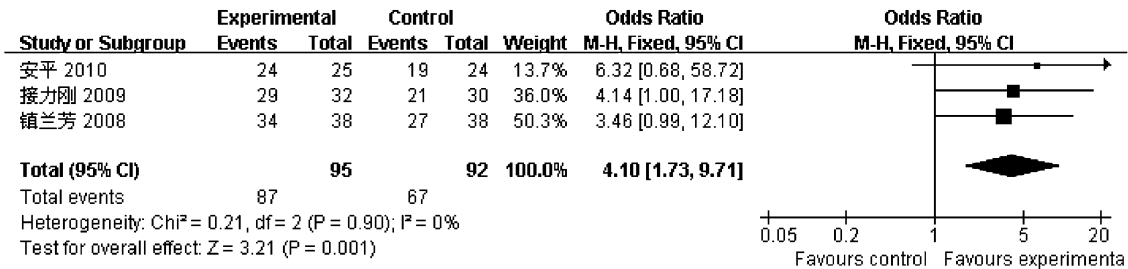 Experimental Control Odds Ratio Odds Ratio
Study or Subgroup Events Total Events Total Weight M-H, Fixed, 95% CI M-H, Fixed, 95% CI
安平 2010 24 25 19 24 13.7% 6.32 [0.68, 58.72]
接力刚 2009 29 32 21 30 36.0% 4.14 [1.00, 17.18]
镇兰芳 2008 34 38 27 38 50.3% 3.46 [0.99, 12.10]
Total (95% CI) 95 92 100.0% 4.10 [1.73, 9.71]
Total events 87 67
Heterogeneity: Chi² = 0.21, df = 2 (P = 0.90); I² = 0%
Test for overall effect: Z = 3.21 (P = 0.001)
0.05 0.2 1 5 20
Favours control Favours experimenta